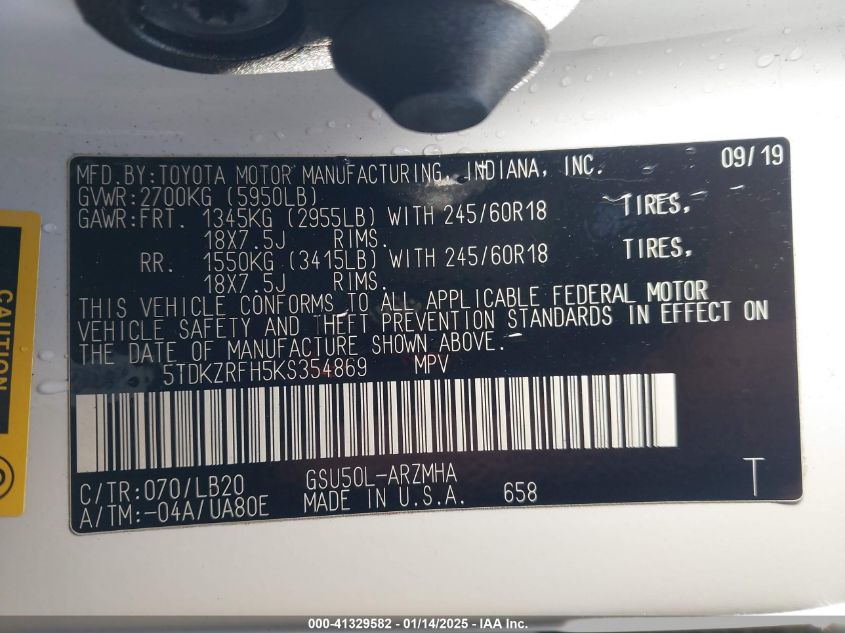 MFD.BY:TOYOTA MOTOR MANUFACTURING, INDIANA, INC. 09/19
GVWR:2700KG (5950LB)
GAWR:FRT. 1345KG (2955LB) WITH 245/60R18 TIRES,
18X7.5J RIMS.
RR. 1550KG (3415LB) WITH 245/60R18 TIRES,
18X7.5J RIMS.
THIS VEHICLE CONFORMS TO ALL APPLICABLE FEDERAL MOTOR
VEHICLE SAFETY AND THEFT PREVENTION STANDARDS IN EFFECT ON
THE DATE OF MANUFACTURE SHOWN ABOVE.
5TDKZRFH5KS354869 MPV
C/TR:070/LB20 GSU50L-ARZMHA T
A/TM:-04A/UA80E MADE IN U.S.A. 658
CAUTION
000-41329582 - 01/14/2025 - IAA Inc.